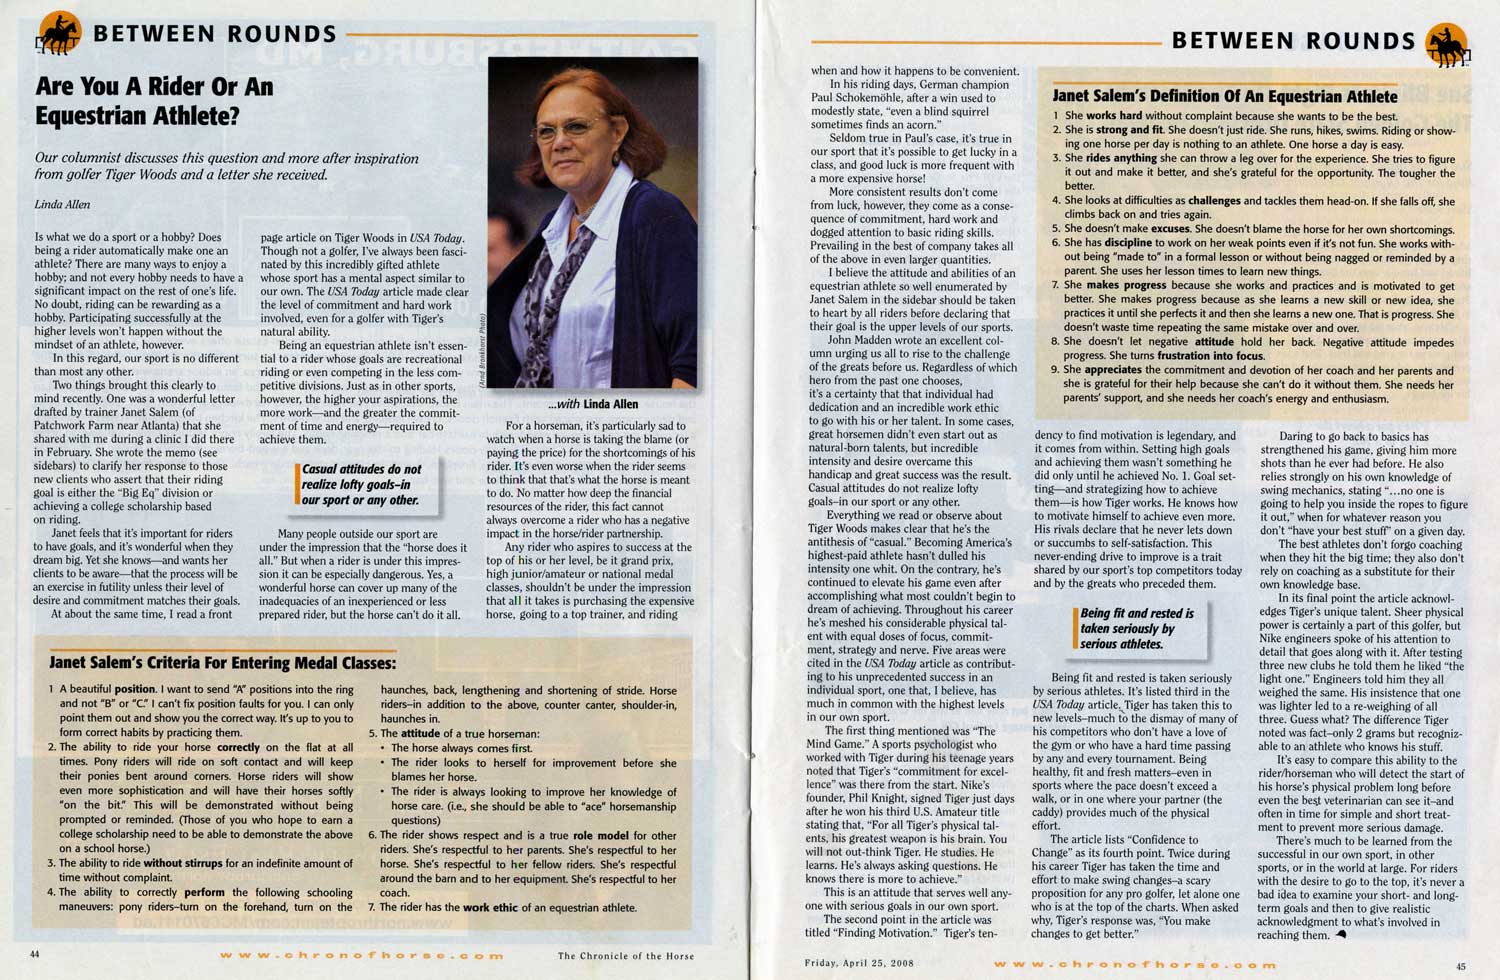 BETWEEN ROUNDS
Are You A Rider Or An
Equestrian Athlete?
Our columnist discusses this question and more after inspiration
from golfer Tiger Woods and a letter she received.
Linda Allen
Is what we do a sport or a hobby? Does
being a rider automatically make one an
athlete? There are many ways to enjoy a
hobby; and not every hobby needs to have a
significant impact on the rest of one's life.
No doubt, riding can be rewarding as a
hobby. Participating successfully at the
higher levels won't happen without the
mindset of an athlete, however.
In this regard, our sport is no different
than most any other.
Two things brought this clearly to
mind recently. One was a wonderful letter
drafted by trainer Janet Salem (of
Patchwork Farm near Atlanta) that she
shared with me during a clinic I did there
in February. She wrote the memo (see
sidebars) to clarify her response to those
new clients who assert that their riding
goal is either the "Big Eq" division or
achieving a college scholarship based
on riding.
Janet feels that it's important for riders
to have goals, and it's wonderful when they
dream big. Yet she knows—and wants her
clients to be aware—that the process will be
an exercise in futility unless their level of
desire and commitment matches their goals.
At about the same time, I read a front
page article on Tiger Woods in USA Today.
Though not a golfer, I've always been fasci-
nated by this incredibly gifted athlete
whose sport has a mental aspect similar to
our own. The USA Today article made clear
the level of commitment and hard work
involved, even for a golfer with Tiger's
natural ability.
Being an equestrian athlete isn't essen-
tial to a rider whose goals are recreational
riding or even competing in the less com-
petitive divisions. Just as in other sports,
however, the higher your aspirations, the
more work—and the greater the commit-
ment of time and energy—required to
achieve them.
Casual attitudes do not
realize lofty goals–in
our sport or any other.
Many people outside our sport are
under the impression that the "horse does it
all." But when a rider is under this impres-
sion it can be especially dangerous. Yes, a
wonderful horse can cover up many of the
inadequacies of an inexperienced or less
prepared rider, but the horse can't do it all.
(Arnd Bronkhorst Photo)
...with Linda Allen
For a horseman, it's particularly sad to
watch when a horse is taking the blame (or
paying the price) for the shortcomings of his
rider. It's even worse when the rider seems
to think that that's what the horse is meant
to do. No matter how deep the financial
resources of the rider, this fact cannot
always overcome a rider who has a negative
impact in the horse/rider partnership.
Any rider who aspires to success at the
top of his or her level, be it grand prix,
high junior/amateur or national medal
classes, shouldn't be under the impression
that all it takes is purchasing the expensive
horse, going to a top trainer, and riding
Janet Salem's Criteria For Entering Medal Classes:
1 A beautiful position. I want to send "A" positions into the ring
and not "B" or "C." I can't fix position faults for you. I can only
point them out and show you the correct way. It's up to you to
form correct habits by practicing them.
2. The ability to ride your horse correctly on the flat at all
times. Pony riders will ride on soft contact and will keep
their ponies bent around corners. Horse riders will show
even more sophistication and will have their horses softly
"on the bit." This will be demonstrated without being
prompted or reminded. (Those of you who hope to earn a
college scholarship need to be able to demonstrate the above
on a school horse.)
3. The ability to ride without stirrups for an indefinite amount of
time without complaint.
4. The ability to correctly perform the following schooling
maneuvers: pony riders–turn on the forehand, turn on the
haunches, back, lengthening and shortening of stride. Horse
riders–in addition to the above, counter canter, shoulder-in,
haunches in.
5. The attitude of a true horseman:
• The horse always comes first.
• The rider looks to herself for improvement before she
blames her horse.
• The rider is always looking to improve her knowledge of
horse care. (i.e., she should be able to "ace" horsemanship
questions)
6. The rider shows respect and is a true role model for other
riders. She's respectful to her parents. She's respectful to her
horse. She's respectful to her fellow riders. She's respectful
around the barn and to her equipment. She's respectful to her
coach.
7. The rider has the work ethic of an equestrian athlete.
44
www.chronofhorse.com
The Chronicle of the Horse
BETWEEN ROUNDS
when and how it happens to be convenient.
In his riding days, German champion
Paul Schokemöhle, after a win used to
modestly state, "even a blind squirrel
sometimes finds an acorn."
Seldom true in Paul's case, it's true in
our sport that it's possible to get lucky in a
class, and good luck is more frequent with
a more expensive horse!
More consistent results don't come
from luck, however, they come as a conse-
quence of commitment, hard work and
dogged attention to basic riding skills.
Prevailing in the best of company takes all
of the above in even larger quantities.
I believe the attitude and abilities of an
equestrian athlete so well enumerated by
Janet Salem in the sidebar should be taken
to heart by all riders before declaring that
their goal is the upper levels of our sports.
John Madden wrote an excellent col-
umn urging us all to rise to the challenge
of the greats before us. Regardless of which
hero from the past one chooses,
it's a certainty that that individual had
dedication and an incredible work ethic
to go with his or her talent. In some cases,
great horsemen didn't even start out as
natural-born talents, but incredible
intensity and desire overcame this
handicap and great success was the result.
Casual attitudes do not realize lofty
goals–in our sport or any other.
Everything we read or observe about
Tiger Woods makes clear that he's the
antithesis of "casual." Becoming America's
highest-paid athlete hasn't dulled his
intensity one whit. On the contrary, he's
continued to elevate his game even after
accomplishing what most couldn't begin to
dream of achieving. Throughout his career
he's meshed his considerable physical tal-
ent with equal doses of focus, commit-
ment, strategy and nerve. Five areas were
cited in the USA Today article as contribut-
ing to his unprecedented success in an
individual sport, one that, I believe, has
much in common with the highest levels
in our own sport.
The first thing mentioned was "The
Mind Game." A sports psychologist who
worked with Tiger during his teenage years
noted that Tiger's "commitment for excel-
lence" was there from the start. Nike's
founder, Phil Knight, signed Tiger just days
after he won his third U.S. Amateur title
stating that, "For all Tiger's physical tal-
ents, his greatest weapon is his brain. You
will not out-think Tiger. He studies. He
learns. He's always asking questions. He
knows there is more to achieve."
This is an attitude that serves well any-
one with serious goals in our own sport.
The second point in the article was
titled "Finding Motivation." Tiger's ten-
Janet Salem's Definition Of An Equestrian Athlete
1 She works hard without complaint because she wants to be the best.
2. She is strong and fit. She doesn't just ride. She runs, hikes, swims. Riding or show-
ing one horse per day is nothing to an athlete. One horse a day is easy.
3. She rides anything she can throw a leg over for the experience. She tries to figure
it out and make it better, and she's grateful for the opportunity. The tougher the
better.
4. She looks at difficulties as challenges and tackles them head-on. If she falls off, she
climbs back on and tries again.
5. She doesn't make excuses. She doesn't blame the horse for her own shortcomings.
6. She has discipline to work on her weak points even if it's not fun. She works with-
out being "made to" in a formal lesson or without being nagged or reminded by a
parent. She uses her lesson times to learn new things.
7. She makes progress because she works and practices and is motivated to get
better. She makes progress because as she learns a new skill or new idea, she
practices it until she perfects it and then she learns a new one. That is progress. She
doesn't waste time repeating the same mistake over and over.
8. She doesn't let negative attitude hold her back. Negative attitude impedes
progress. She turns frustration into focus.
9. She appreciates the commitment and devotion of her coach and her parents and
she is grateful for their help because she can't do it without them. She needs her
parents' support, and she needs her coach's energy and enthusiasm.
dency to find motivation is legendary, and
it comes from within. Setting high goals
and achieving them wasn't something he
did only until he achieved No. 1. Goal set-
ting—and strategizing how to achieve
them—is how Tiger works. He knows how
to motivate himself to achieve even more.
His rivals declare that he never lets down
or succumbs to self-satisfaction. This
never-ending drive to improve is a trait
shared by our sport's top competitors today
and by the greats who preceded them.
Being fit and rested is
taken seriously by
serious athletes.
Being fit and rested is taken seriously
by serious athletes. It's listed third in the
USA Today article. Tiger has taken this to
new levels–much to the dismay of many of
his competitors who don't have a love of
the gym or who have a hard time passing
by any and every tournament. Being
healthy, fit and fresh matters–even in
sports where the pace doesn't exceed a
walk, or in one where your partner (the
caddy) provides much of the physical
effort.
The article lists "Confidence to
Change" as its fourth point. Twice during
his career Tiger has taken the time and
effort to make swing changes–a scary
proposition for any pro golfer, let alone one
who is at the top of the charts. When asked
why, Tiger's response was, "You make
changes to get better."
Daring to go back to basics has
strengthened his game, giving him more
shots than he ever had before. He also
relies strongly on his own knowledge of
swing mechanics, stating "...no one is
going to help you inside the ropes to figure
it out," when for whatever reason you
don't "have your best stuff" on a given day.
The best athletes don't forgo coaching
when they hit the big time; they also don't
rely on coaching as a substitute for their
own knowledge base.
In its final point the article acknowl-
edges Tiger's unique talent. Sheer physical
power is certainly a part of this golfer, but
Nike engineers spoke of his attention to
detail that goes along with it. After testing
three new clubs he told them he liked "the
light one." Engineers told him they all
weighed the same. His insistence that one
was lighter led to a re-weighing of all
three. Guess what? The difference Tiger
noted was fact–only 2 grams but recogniz-
able to an athlete who knows his stuff.
It's easy to compare this ability to the
rider/horseman who will detect the start of
his horse's physical problem long before
even the best veterinarian can see it–and
often in time for simple and short treat-
ment to prevent more serious damage.
There's much to be learned from the
successful in our own sport, in other
sports, or in the world at large. For riders
with the desire to go to the top, it's never a
bad idea to examine your short- and long-
term goals and then to give realistic
acknowledgment to what's involved in
reaching them.
Friday, April 25, 2008
www.chronofhorse.com
45